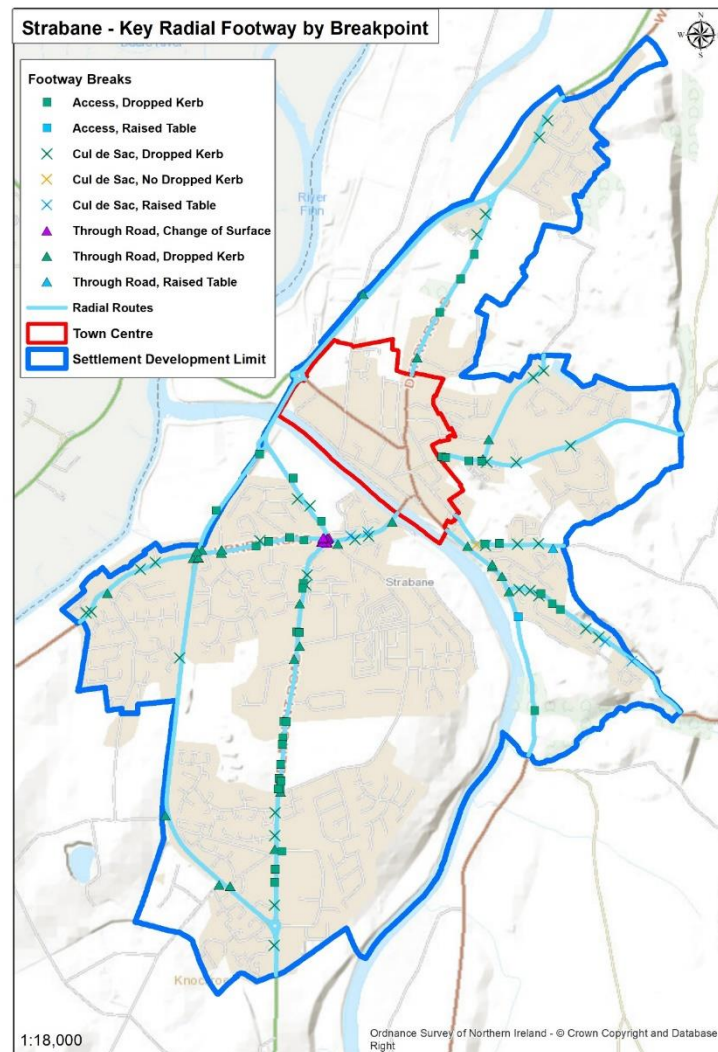 Strabane - Key Radial Footway by Breakpoint
N
W
E
S
Footway Breaks
Access, Dropped Kerb
Access, Raised Table
Cul de Sac, Dropped Kerb
Cul de Sac, No Dropped Kerb
Cul de Sac, Raised Table
Through Road, Change of Surface
Through Road, Dropped Kerb
Through Road, Raised Table
Radial Routes
Town Centre
Settlement Development Limit
River
Finn
Strabane
1:18,000
Ordnance Survey of Northern Ireland - © Crown Copyright and Database
Right